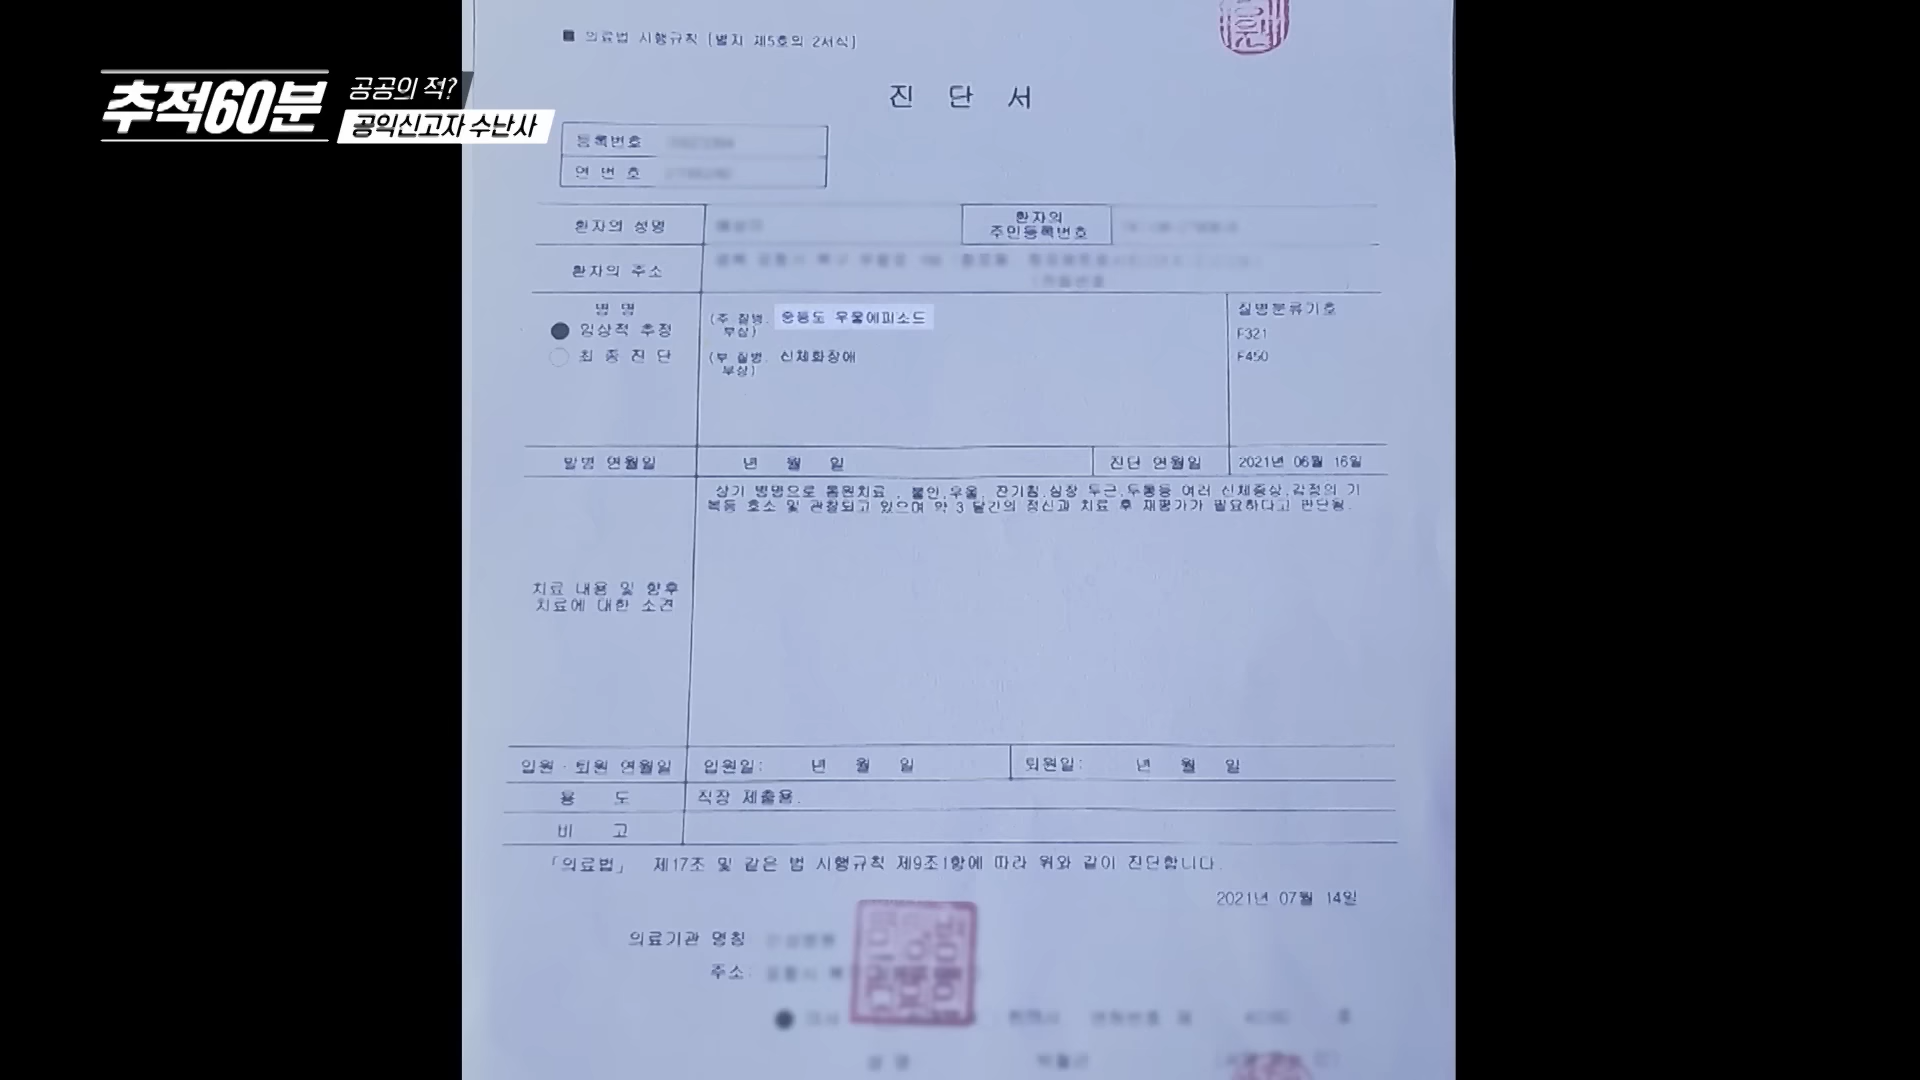 추적60분
공공의 적?
공익신고자 수난사
■ 의료법 시행규칙 [별지 제5호의 2서식]
진 단 서
등록번호
연 번 호
환자의 성명
환자의 주민등록번호
환자의 주소
병 명
● 임상적 추정
○ 최 종 진 단
(주 질병. 부상) 중등도 우울에피소드
(부 질병. 부상) 신체화장애
질병분류기호
F321
F450
발병 연월일 년 월 일 진단 연월일 2021년 06월 16일
상기 병명으로 통원치료 , 불안,우울, 잔기침,심장 두근,두통등 여러 신체증상,감정의 기
복등 호소 및 관찰되고 있으며 약 3 달간의 정신과 치료 후 재평가가 필요하다고 판단됨.
치료 내용 및 향후
치료에 대한 소견
입원 · 퇴원 연월일 입원일: 년 월 일 퇴원일: 년 월 일
용 도 직장 제출용.
비 고
「의료법」 제17조 및 같은 법 시행규칙 제9조1항에 따라 위와 같이 진단합니다.
2021년 07월 14일
의료기관 명칭
주소: